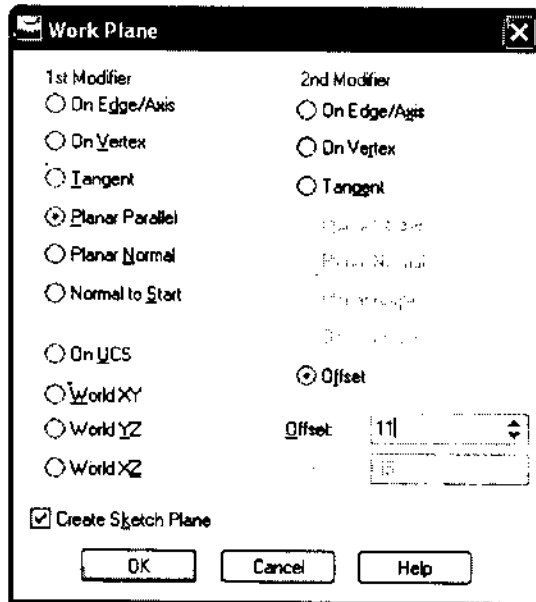 Work Plane
1st Modifier
On Edge/Axis
On Vertex
Tangent
Planar Parallel
Planar Normal
Normal to Start
On UCS
World XY
World YZ
World XZ
Create Sketch Plane
2nd Modifier
On Edge/Axis
On Vertex
Tangent
Planar Normal
Offset
Offset:
11
OK
Cancel
Help